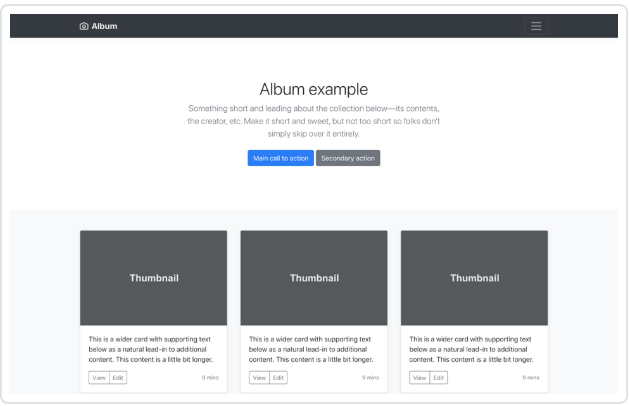 Album
Album example
Something short and leading about the collection below—its contents,
the creator, etc. Make it short and sweet, but not too short so folks don't
simply skip over it entirely.
Main call to action Secondary action
Thumbnail Thumbnail Thumbnail
This is a wider card with supporting text
below as a natural lead-in to additional
content. This content is a little bit longer.
View Edit 9 mins
This is a wider card with supporting text
below as a natural lead-in to additional
content. This content is a little bit longer.
View Edit 9 mins
This is a wider card with supporting text
below as a natural lead-in to additional
content. This content is a little bit longer.
View Edit 9 mins